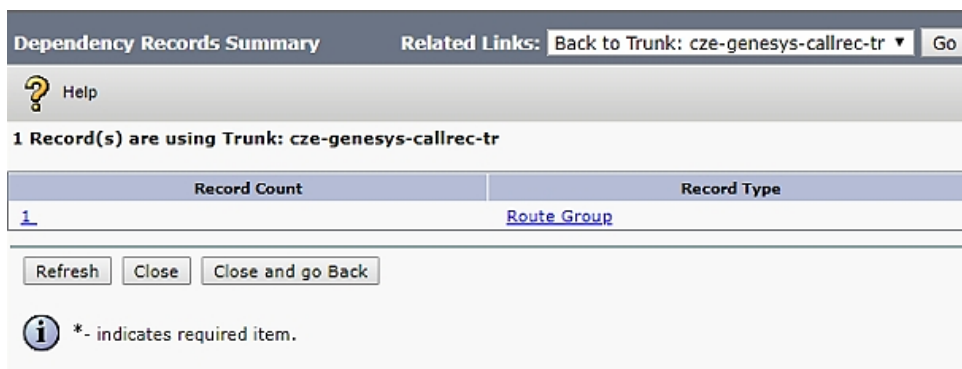 Dependency Records Summary Related Links: Back to Trunk: cze-genesys-callrec-tr Go
Help
1 Record(s) are using Trunk: cze-genesys-callrec-tr
Record Count Record Type
1 Route Group
Refresh Close Close and go Back
*- indicates required item.